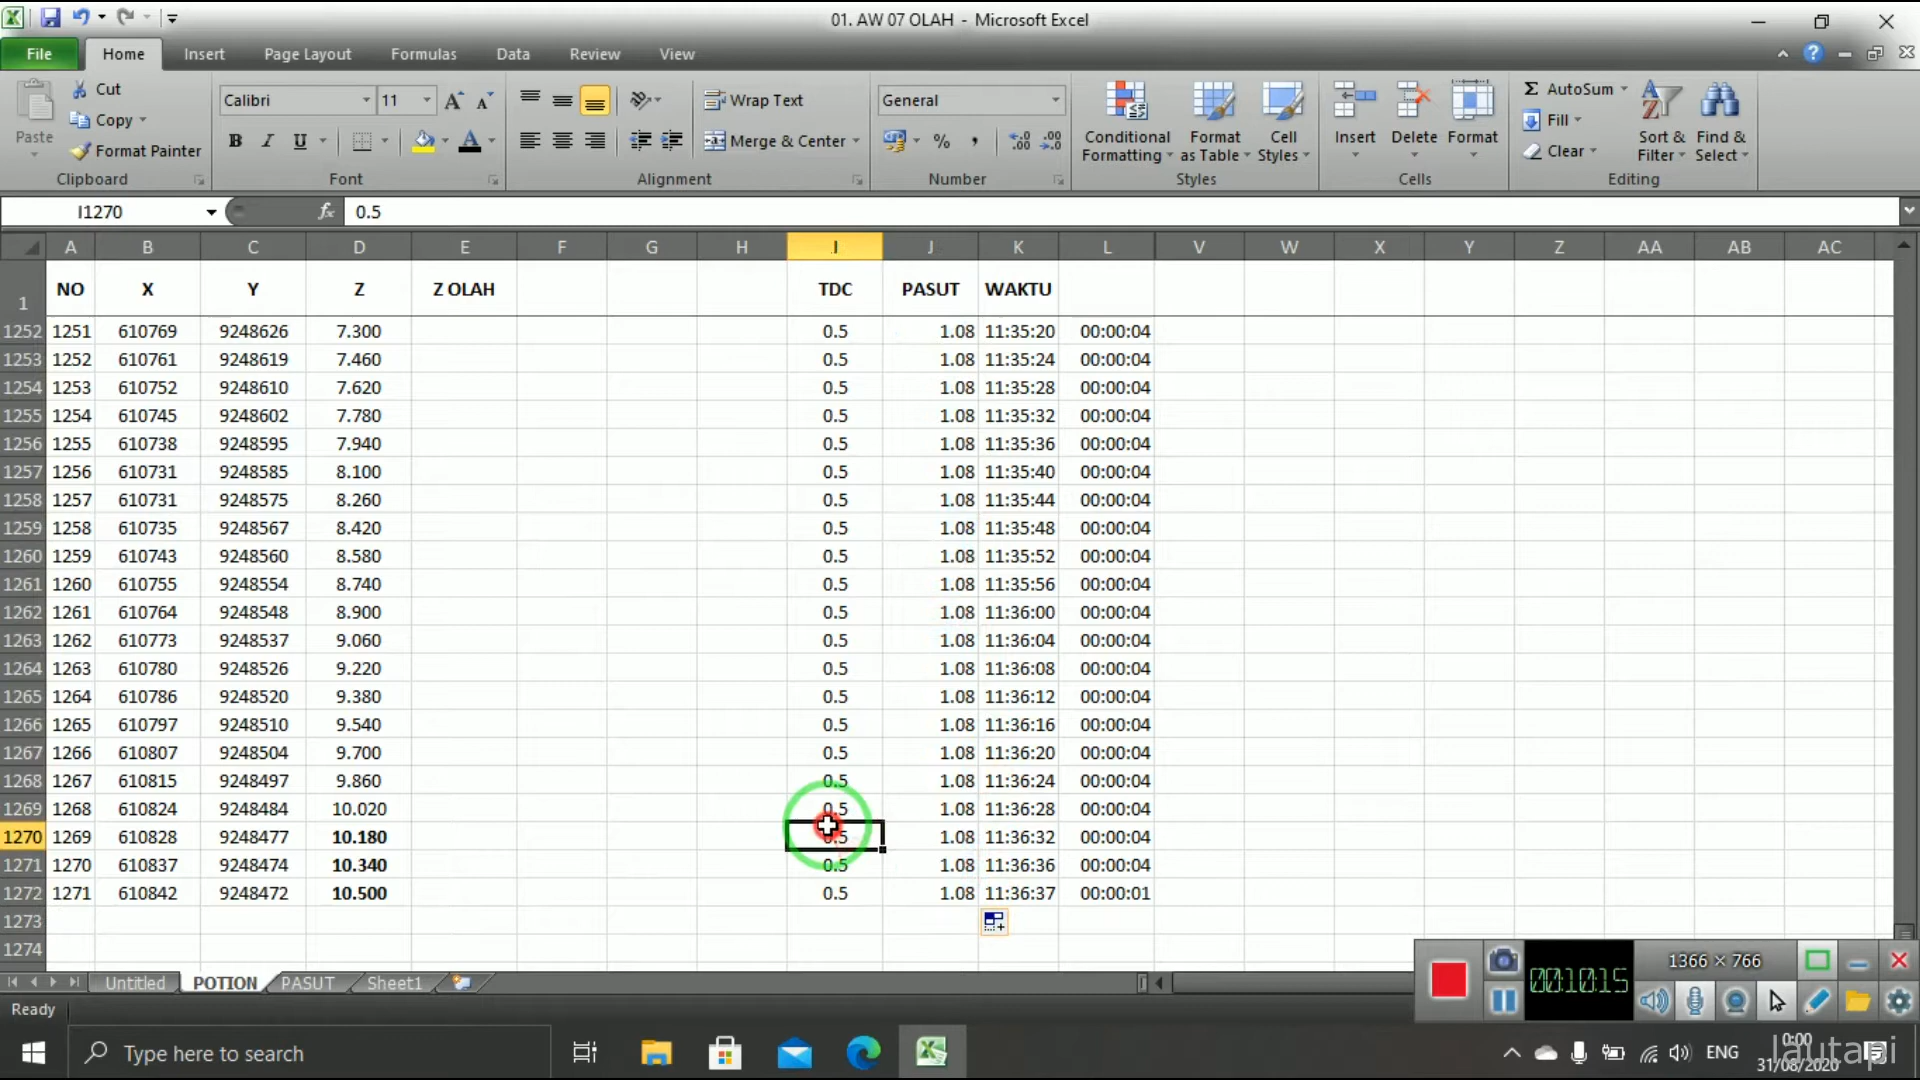 01. AW 07 OLAH - Microsoft Excel
File Home Insert Page Layout Formulas Data Review View
Paste
Cut
Copy
Format Painter
Clipboard
Calibri 11
B I U
Font
Wrap Text
Merge & Center
Alignment
General
%
Number
Conditional Formatting
Format as Table
Cell Styles
Styles
Insert
Delete
Format
Cells
AutoSum
Fill
Clear
Sort & Filter
Find & Select
Editing
I1270 fx 0.5
A B C D E F G H I J K L V W X Y Z AA AB AC
1 NO X Y Z Z OLAH TDC PASUT WAKTU
1252 1251 610769 9248626 7.300 0.5 1.08 11:35:20 00:00:04
1253 1252 610761 9248619 7.460 0.5 1.08 11:35:24 00:00:04
1254 1253 610752 9248610 7.620 0.5 1.08 11:35:28 00:00:04
1255 1254 610745 9248602 7.780 0.5 1.08 11:35:32 00:00:04
1256 1255 610738 9248595 7.940 0.5 1.08 11:35:36 00:00:04
1257 1256 610731 9248585 8.100 0.5 1.08 11:35:40 00:00:04
1258 1257 610731 9248575 8.260 0.5 1.08 11:35:44 00:00:04
1259 1258 610735 9248567 8.420 0.5 1.08 11:35:48 00:00:04
1260 1259 610743 9248560 8.580 0.5 1.08 11:35:52 00:00:04
1261 1260 610755 9248554 8.740 0.5 1.08 11:35:56 00:00:04
1262 1261 610764 9248548 8.900 0.5 1.08 11:36:00 00:00:04
1263 1262 610773 9248537 9.060 0.5 1.08 11:36:04 00:00:04
1264 1263 610780 9248526 9.220 0.5 1.08 11:36:08 00:00:04
1265 1264 610786 9248520 9.380 0.5 1.08 11:36:12 00:00:04
1266 1265 610797 9248510 9.540 0.5 1.08 11:36:16 00:00:04
1267 1266 610807 9248504 9.700 0.5 1.08 11:36:20 00:00:04
1268 1267 610815 9248497 9.860 0.5 1.08 11:36:24 00:00:04
1269 1268 610824 9248484 10.020 0.5 1.08 11:36:28 00:00:04
1270 1269 610828 9248477 10.180 0.5 1.08 11:36:32 00:00:04
1271 1270 610837 9248474 10.340 0.5 1.08 11:36:36 00:00:04
1272 1271 610842 9248472 10.500 0.5 1.08 11:36:37 00:00:01
1273
1274
Untitled POTION PASUT Sheet1
Ready
00:10:15
1366 × 766
Type here to search
ENG
0:00
31/08/2020
lautapi